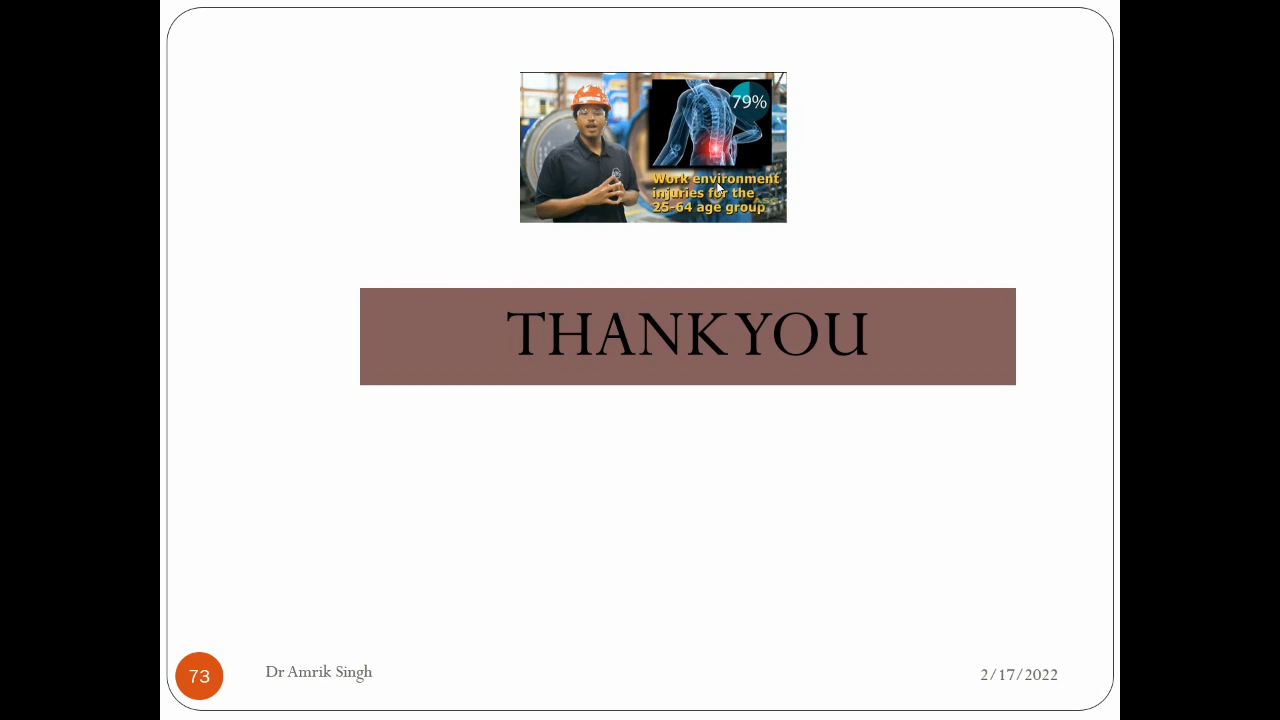 79%
Work environment
injuries for the
25-64 age group
THANK YOU
73
Dr Amrik Singh
2/17/2022